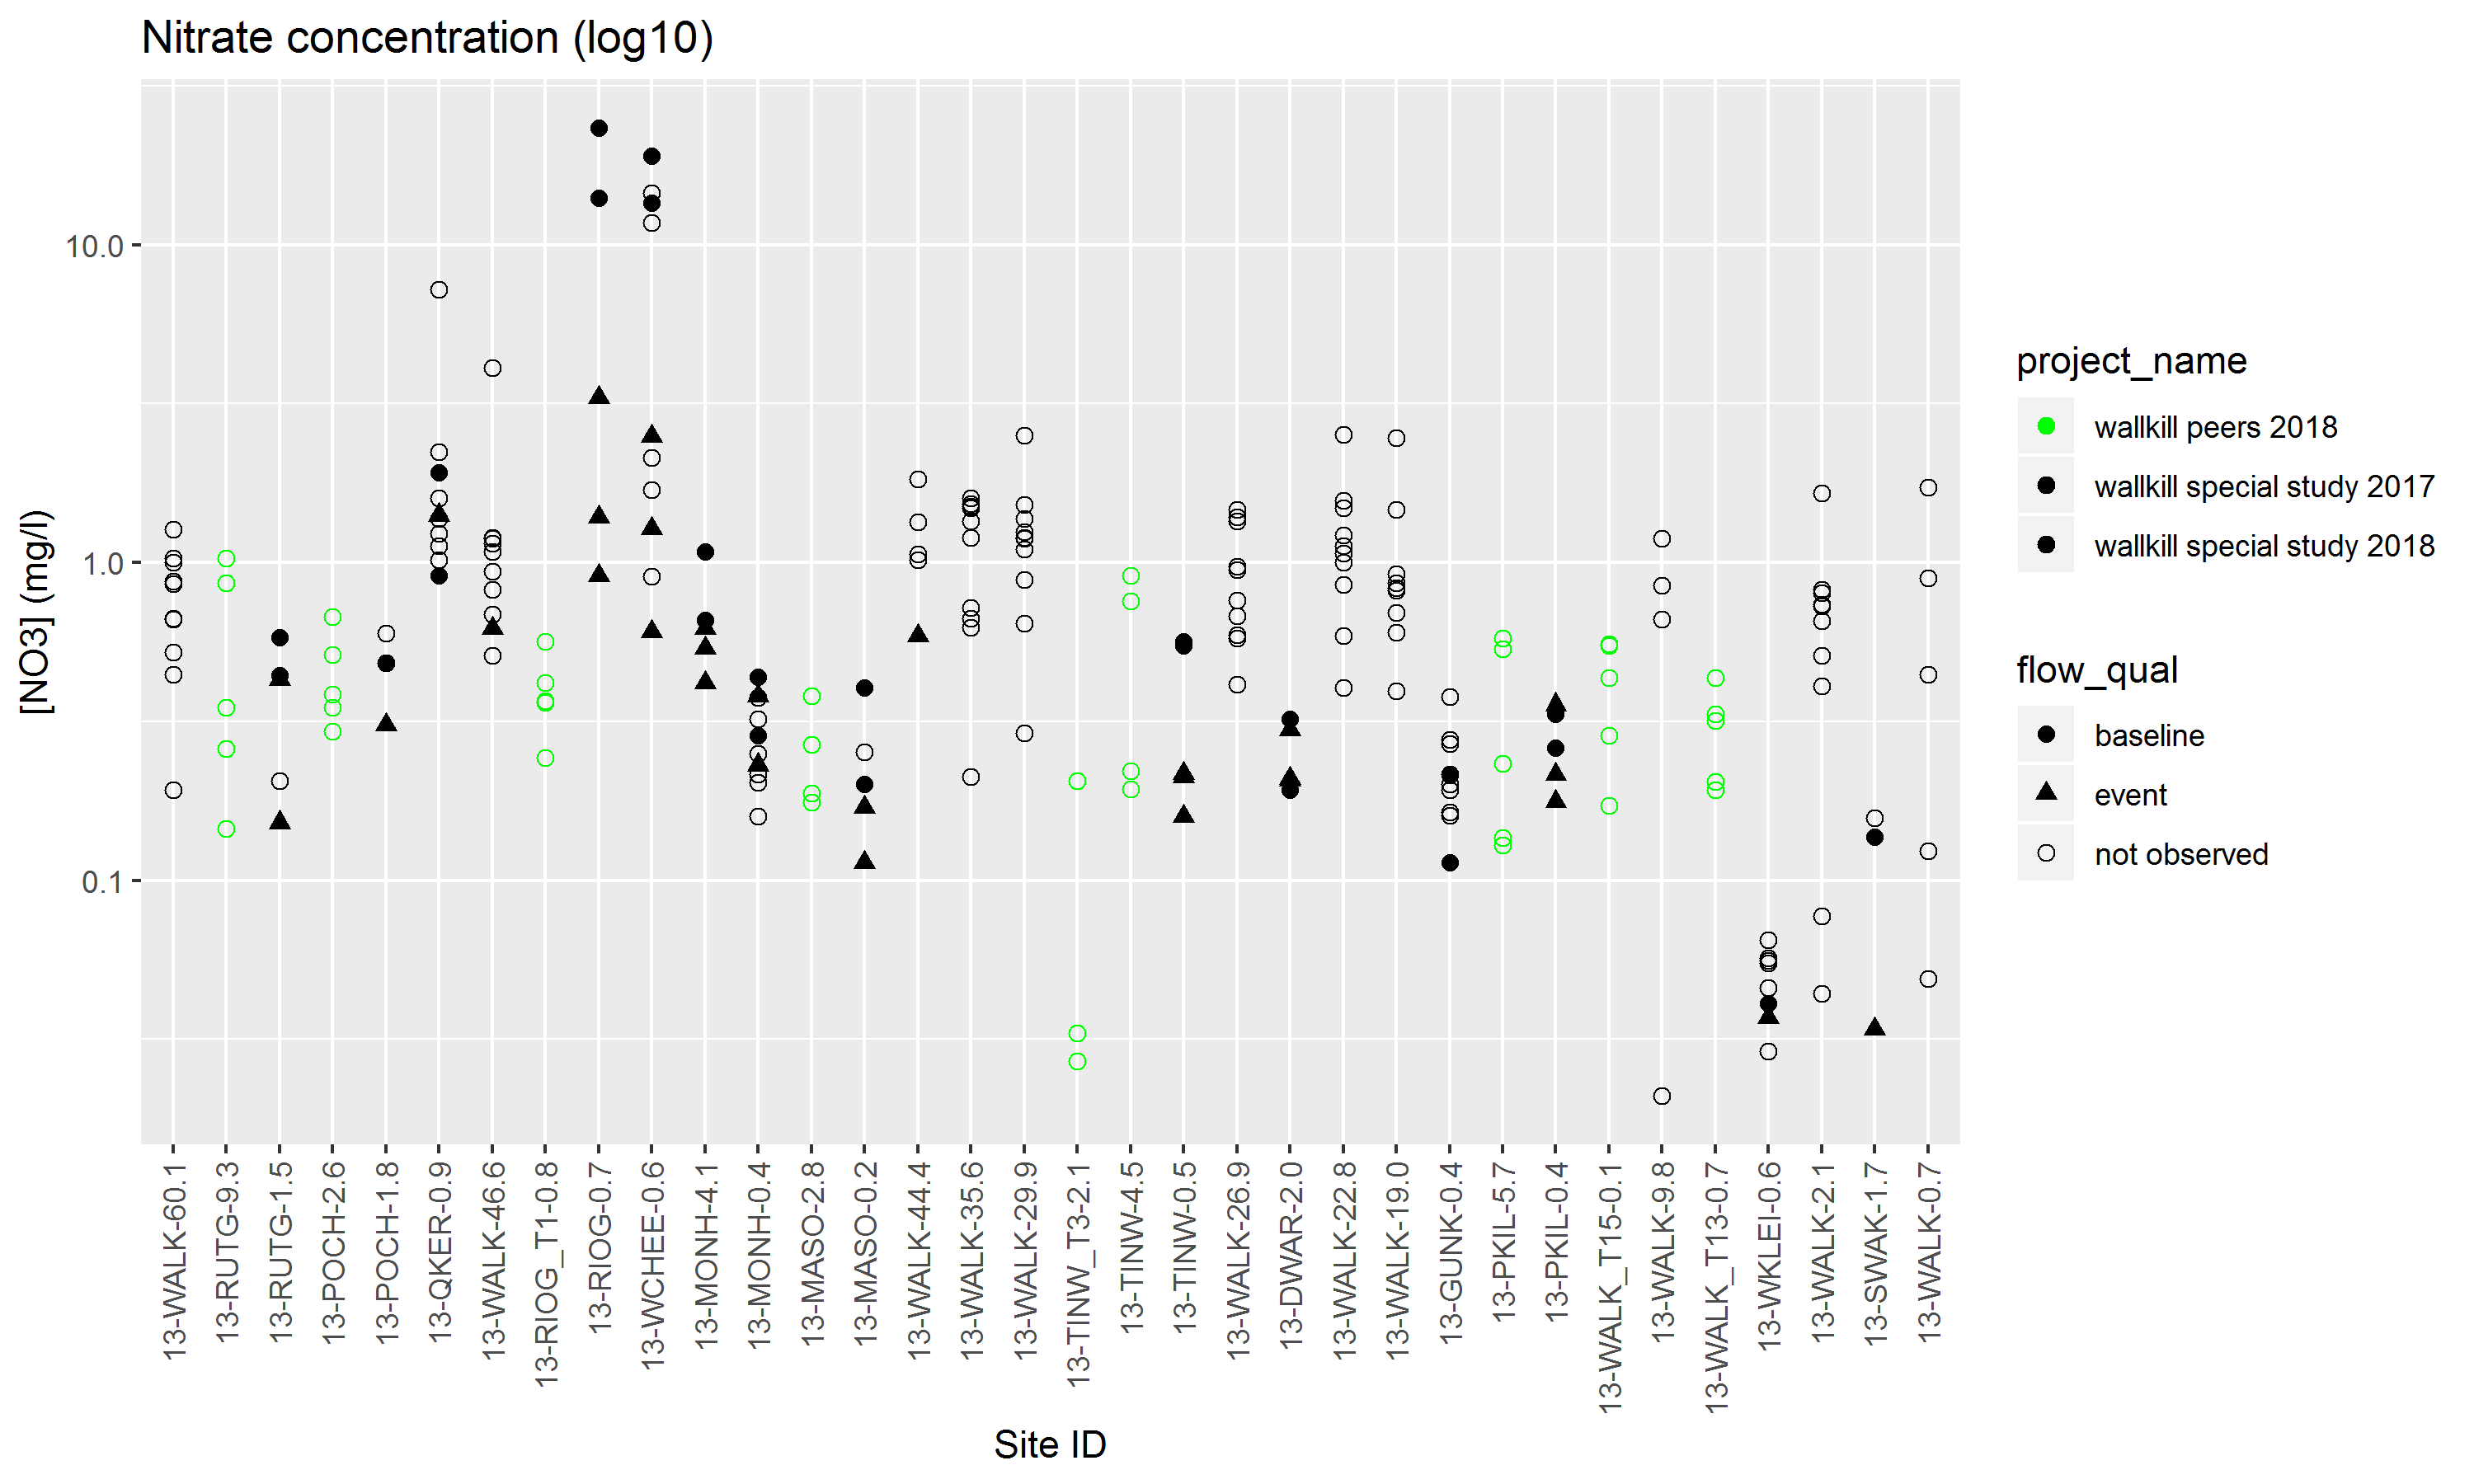 Nitrate concentration (log10)
[NO3] (mg/l)
10.0
1.0
0.1
13-WALK-60.1
13-RUTG-9.3
13-RUTG-1.5
13-POCH-2.6
13-POCH-1.8
13-QKER-0.9
13-WALK-46.6
13-RIOG_T1-0.8
13-RIOG-0.7
13-WCHEE-0.6
13-MONH-4.1
13-MONH-0.4
13-MASO-2.8
13-MASO-0.2
13-WALK-44.4
13-WALK-35.6
13-WALK-29.9
13-TINW_T3-2.1
13-TINW-4.5
13-TINW-0.5
13-WALK-26.9
13-DWAR-2.0
13-WALK-22.8
13-WALK-19.0
13-GUNK-0.4
13-PKIL-5.7
13-PKIL-0.4
13-WALK_T15-0.1
13-WALK-9.8
13-WALK_T13-0.7
13-WKLEI-0.6
13-WALK-2.1
13-SWAK-1.7
13-WALK-0.7
Site ID
project_name
wallkill peers 2018
wallkill special study 2017
wallkill special study 2018
flow_qual
baseline
event
not observed